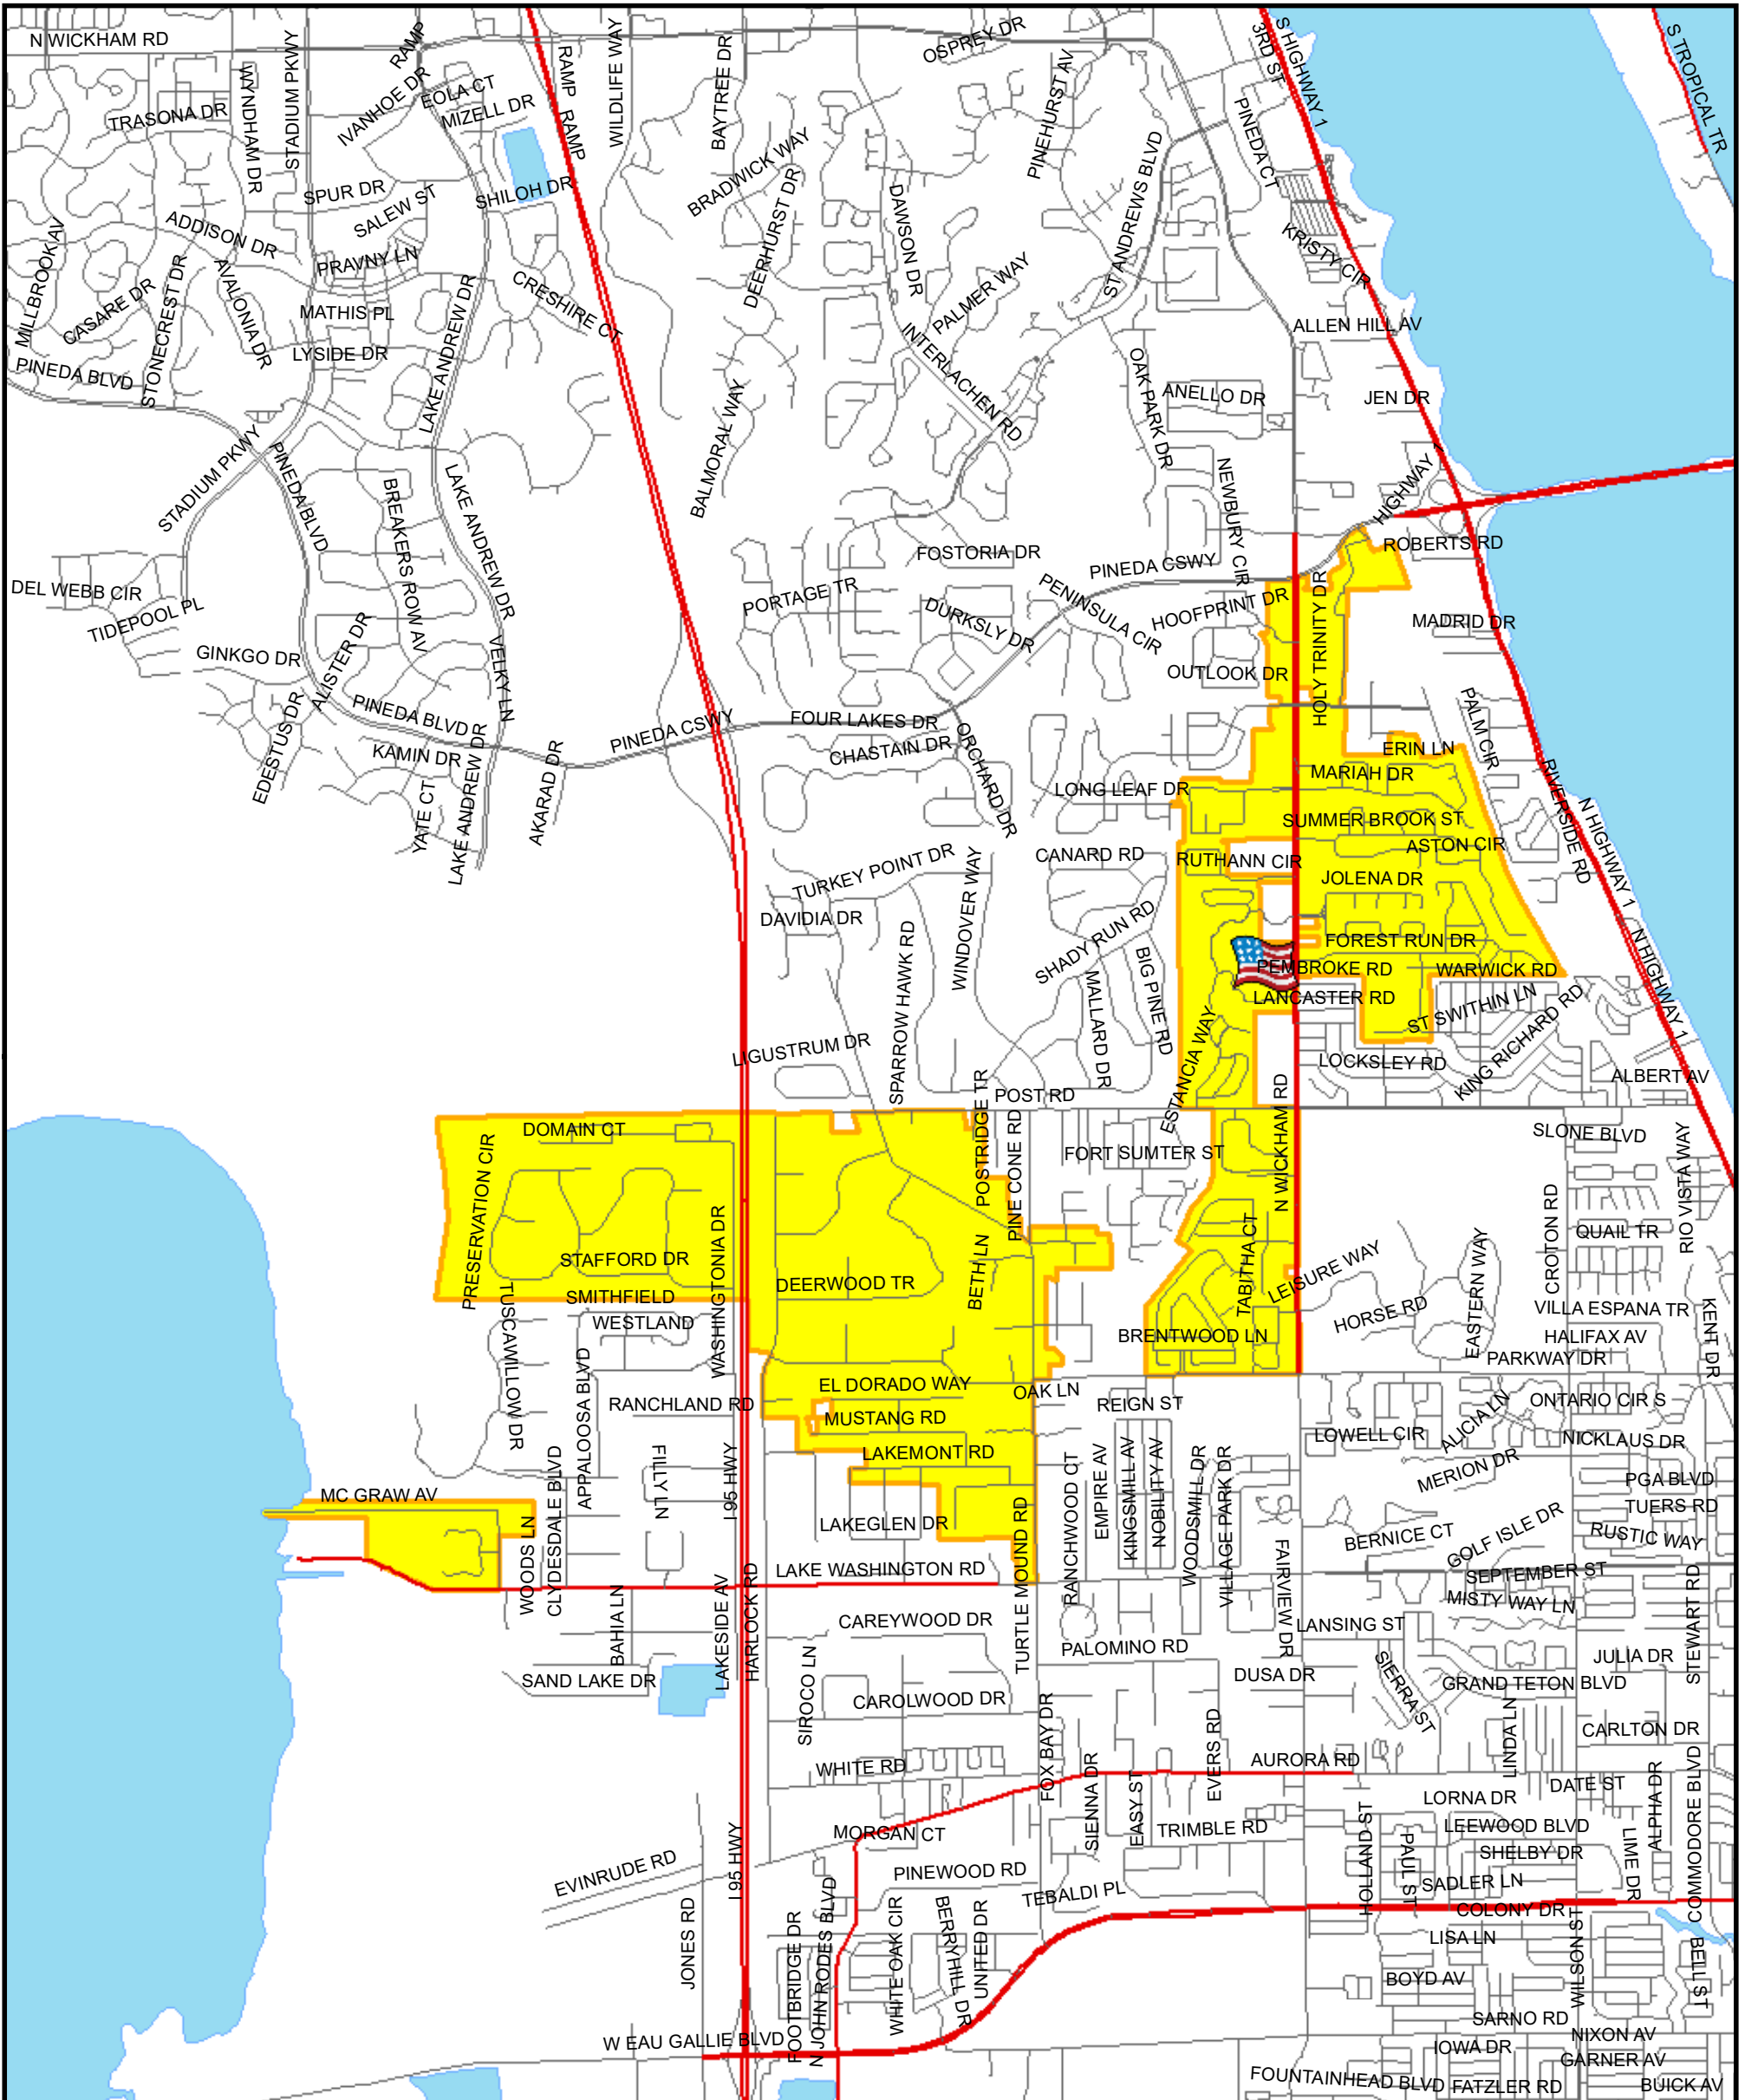 N WICKHAM RD
RAMP
STADIUM PKWY
RAMP
RAMP
WILDLIFE WAY
BAYTREE DR
OSPREY DR
S HIGHWAY 1
3RD ST
S TROPICAL TR
TRASONA DR
WYNDHAM DR
IVANHOE DR
EOLA CT
MIZELL DR
PINEHURST AV
PINEDA CT
BRADWICK WAY
DEERHURST DR
DAWSON DR
ST ANDREWS BLVD
SPUR DR
SALEW ST
SHILOH DR
ADDISON DR
MILLBROOK AV
PRAVNY LN
AVALONIA DR
CASARE DR
STONECREST DR
MATHIS PL
CRESHIRE CT
LAKE ANDREW DR
LYSIDE DR
PINEDA BLVD
KRISTY CIR
PALMER WAY
INTERLACHEN RD
ALLEN HILL AV
OAK PARK DR
ANELLO DR
JEN DR
BALMORAL WAY
STADIUM PKWY
PINEDA BLVD
BREAKERS ROW AV
LAKE ANDREW DR
NEWBURY CIR
HIGHWAY 1
ROBERTS RD
FOSTORIA DR
PINEDA CSWY
DEL WEBB CIR
TIDEPOOL PL
PORTAGE TR
DURKSLY DR
PENINSULA CIR
HOOFPRINT DR
HOLY TRINITY DR
MADRID DR
GINKGO DR
ALISTER DR
VELKY LN
OUTLOOK DR
EDESTUS DR
PINEDA BLVD
KAMIN DR
LAKE ANDREW DR
YATE CT
AKARAD DR
PINEDA CSWY
FOUR LAKES DR
CHASTAIN DR
ORCHARD DR
PALM CIR
ERIN LN
MARIAH DR
LONG LEAF DR
RIVERSIDE RD
N HIGHWAY 1
SUMMER BROOK ST
ASTON CIR
CANARD RD
RUTHANN CIR
TURKEY POINT DR
JOLENA DR
DAVIDIA DR
SPARROW HAWK RD
WINDOVER WAY
SHADY RUN RD
BIG PINE RD
MALLARD DR
FOREST RUN DR
PEMBROKE RD
WARWICK RD
LANCASTER RD
ST SWITHIN LN
N HIGHWAY 1
KING RICHARD RD
LIGUSTRUM DR
ESTANCIA WAY
LOCKSLEY RD
ALBERT AV
POST RD
POSTRIDGE TR
PINE CONE RD
N WICKHAM RD
DOMAIN CT
PRESERVATION CIR
FORT SUMTER ST
SLONE BLVD
RIO VISTA WAY
CROTON RD
QUAIL TR
WASHINGTONIA DR
STAFFORD DR
DEERWOOD TR
BETH LN
TABITHA CT
LEISURE WAY
EASTERN WAY
SMITHFIELD
WESTLAND
TUSCAWILLOW DR
APPALOOSA BLVD
HORSE RD
VILLA ESPANA TR
KENT DR
BRENTWOOD LN
HALIFAX AV
PARKWAY DR
EL DORADO WAY
OAK LN
RANCHLAND RD
REIGN ST
ONTARIO CIR S
MUSTANG RD
ALICIA LN
LOWELL CIR
NICKLAUS DR
LAKEMONT RD
MERION DR
PGA BLVD
FILLY LN
I 95 HWY
MC GRAW AV
CLYDESDALE BLVD
WOODS LN
LAKEGLEN DR
TURTLE MOUND RD
RANCHWOOD CT
EMPIRE AV
KINGSMILL AV
NOBILITY AV
WOODSMILL DR
VILLAGE PARK DR
TUERS RD
FAIRVIEW DR
BERNICE CT
GOLF ISLE DR
RUSTIC WAY
LAKE WASHINGTON RD
SEPTEMBER ST
MISTY WAY LN
STEWART RD
BAHIA LN
LAKESIDE AV
HARLOCK RD
CAREYWOOD DR
LANSING ST
PALOMINO RD
JULIA DR
SAND LAKE DR
SIROCO LN
DUSA DR
SIERRA ST
GRAND TETON BLVD
CAROLWOOD DR
FOX BAY DR
EVERS RD
LINDA LN
CARLTON DR
WHITE RD
AURORA RD
SIENNA DR
EASY ST
DATE ST
LORNA DR
ALPHA DR
COMMODORE BLVD
MORGAN CT
TRIMBLE RD
HOLLAND ST
PAUL ST
LEEWOOD BLVD
SHELBY DR
LIME DR
EVINRUDE RD
I 95 HWY
PINEWOOD RD
TEBALDI PL
SADLER LN
COLONY DR
JONES RD
FOOTBRIDGE DR
N JOHN RODES BLVD
WHITE OAK CIR
BERRYHILL DR
UNITED DR
LISA LN
WILSON ST
BELL ST
BOYD AV
SARNO RD
W EAU GALLIE BLVD
NIXON AV
IOWA DR
GARNER AV
FOUNTAINHEAD BLVD
FATZLER RD
BUICK AV